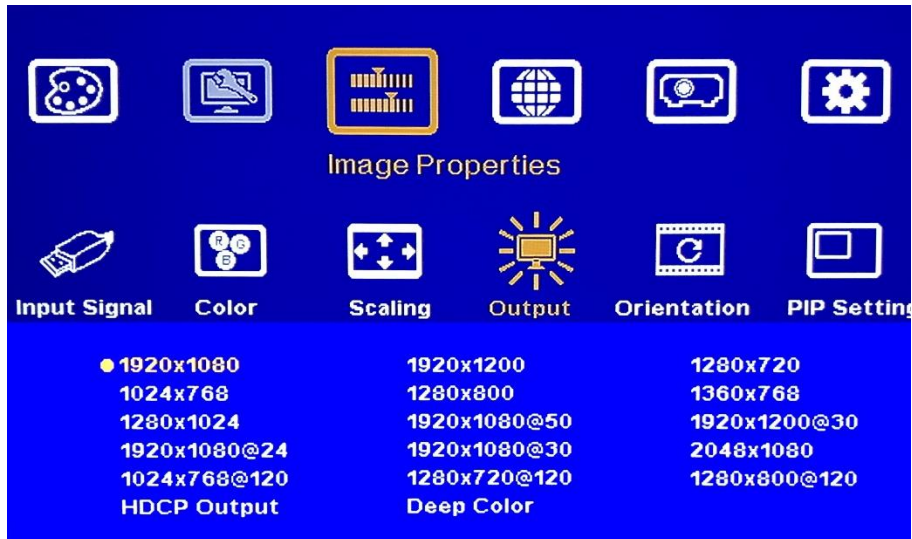 Image Properties
Input Signal Color Scaling Output Orientation PIP Setting
1920x1080 1920x1200 1280x720
1024x768 1280x800 1360x768
1280x1024 1920x1080@50 1920x1200@30
1920x1080@24 1920x1080@30 2048x1080
1024x768@120 1280x720@120 1280x800@120
HDCP Output Deep Color
R G B